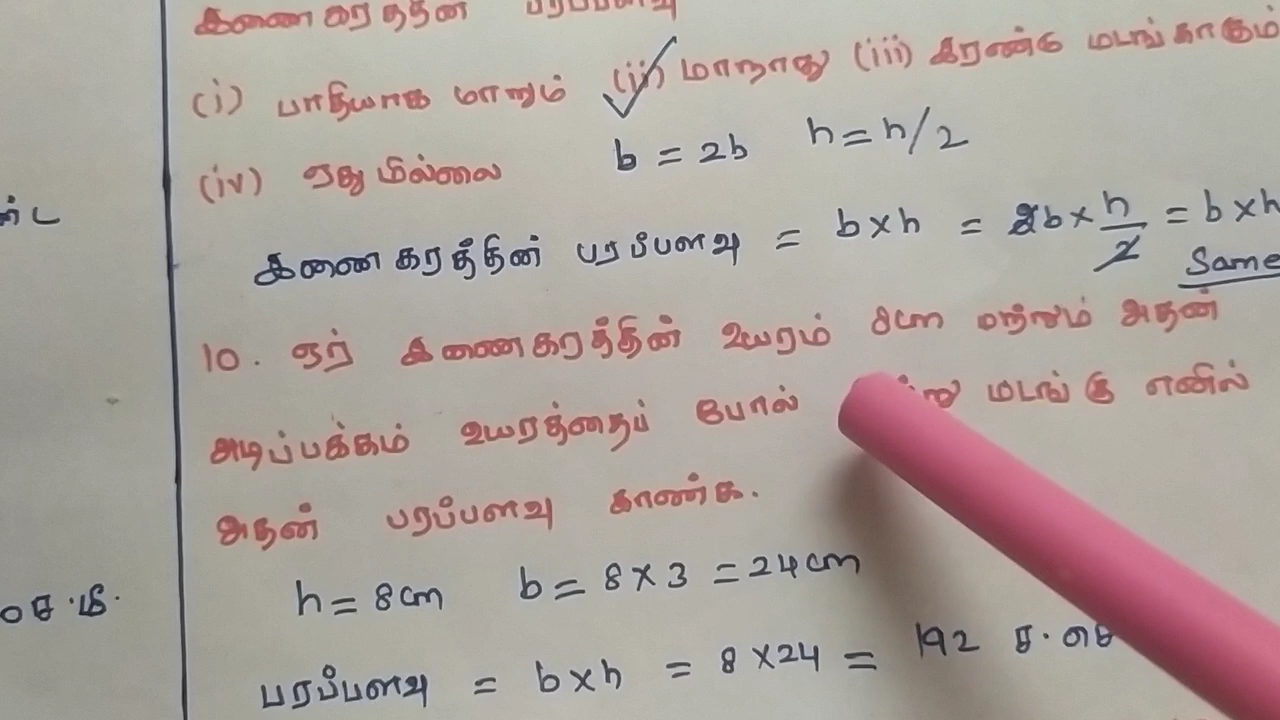 இணைகரத்தின் பரப்பளவு
(i) பாதியாக மாறும் (ii) மாறாது (iii) இரண்டு மடங்காகும்
(iv) ஏதுமில்லை b = 2b h = h/2
இணைகரத்தின் பரப்பளவு = b x h = 2b x h/2 = b x h
Same
10. ஓர் இணைகரத்தின் உயரம் 8cm மற்றும் அதன்
அடிப்பக்கம் உயரத்தைப் போல் மடங்கு எனில்
அதன் பரப்பளவு காண்க.
h = 8cm b = 8 x 3 = 24cm
பரப்பளவு = b x h = 8 x 24 = 192 ச.செ